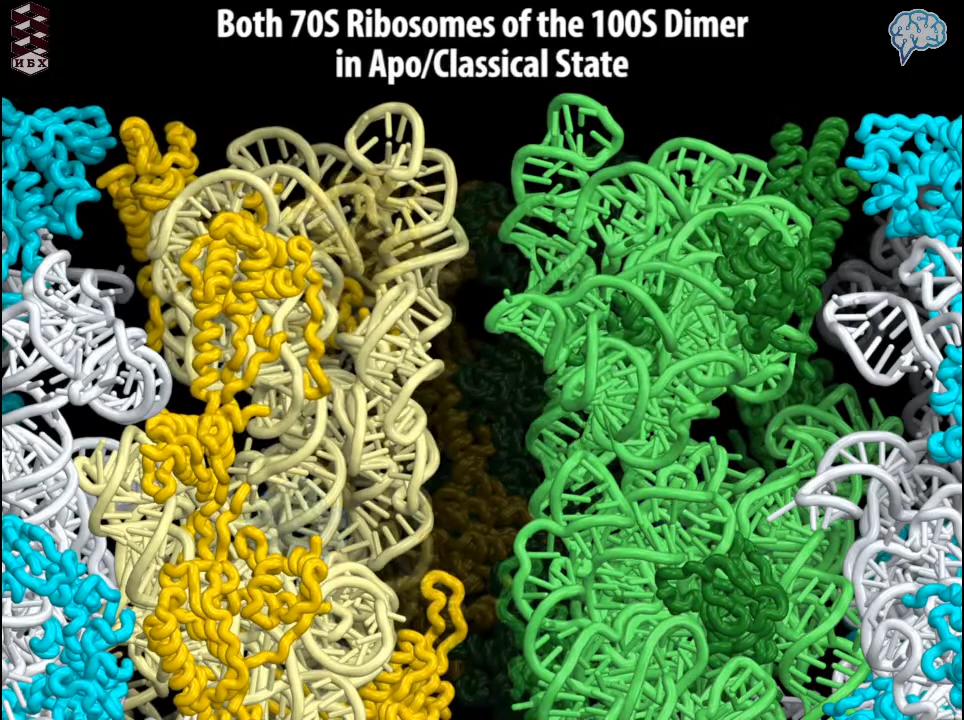 Both 70S Ribosomes of the 100S Dimer
in Apo/Classical State
ИБХ